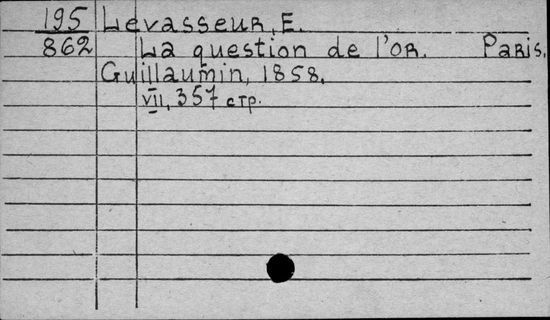 195 Levasseur, E.
862 La question de l'or. Paris.
Guillaumin, 1858.
VII, 357 стр.